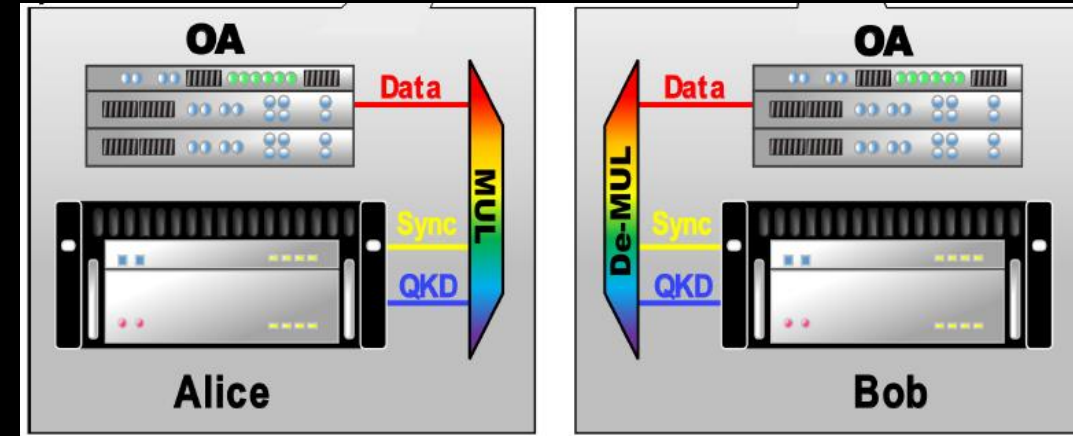 OA
Data
MUL
Sync
QKD
Alice
OA
Data
De-MUL
Sync
QKD
Bob